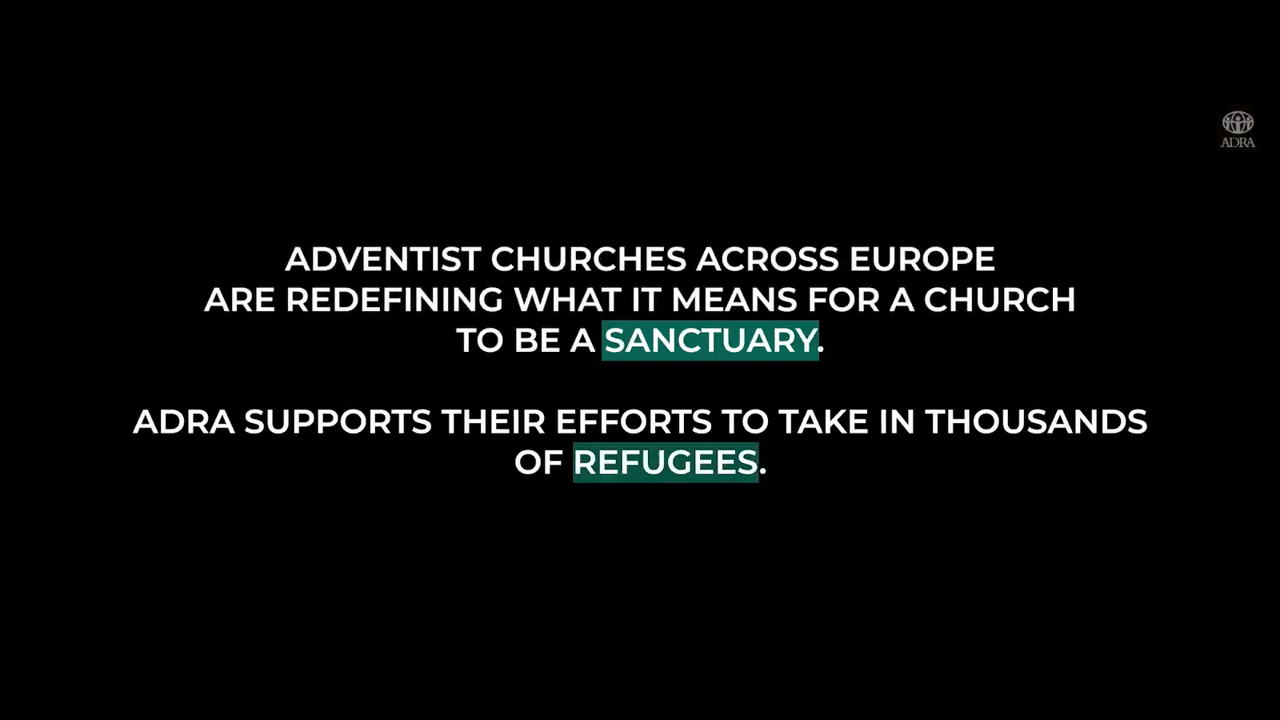 ADRA
ADVENTIST CHURCHES ACROSS EUROPE
ARE REDEFINING WHAT IT MEANS FOR A CHURCH
TO BE A SANCTUARY.
ADRA SUPPORTS THEIR EFFORTS TO TAKE IN THOUSANDS
OF REFUGEES.